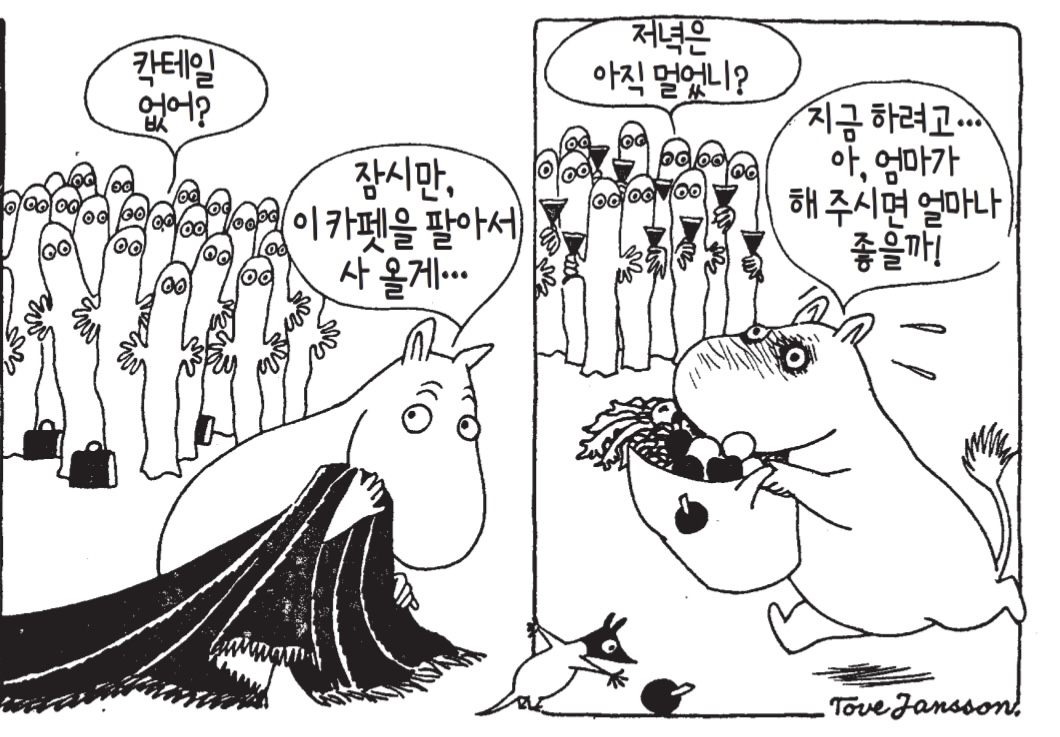 칵테일
없어?
잠시만,
이 카펫을 팔아서
사 올게…
저녁은
아직 멀었니?
지금 하려고…
아, 엄마가
해 주시면 얼마나
좋을까!
Tove Jansson.